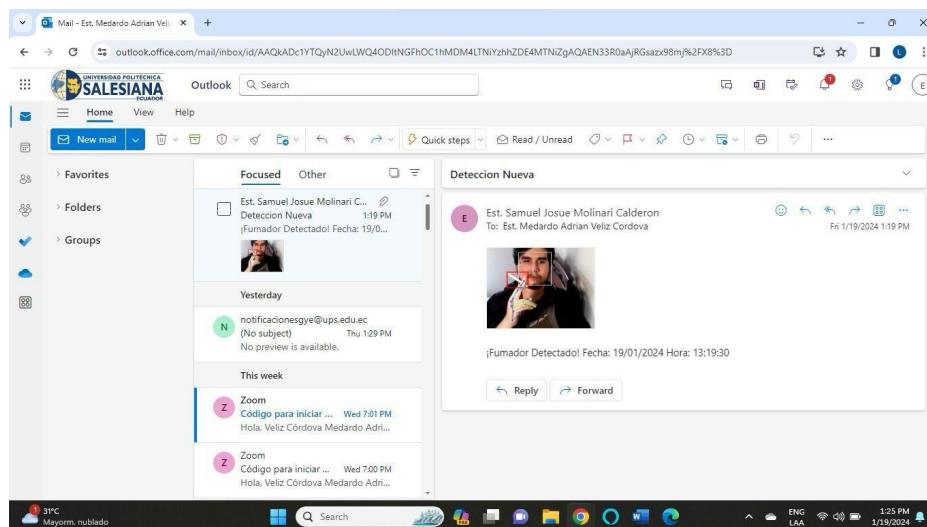 Mail - Est. Medardo Adrian Veli
outlook.office.com/mail/inbox/id/AAQkADc1YTQyN2UwLWQ4ODItNGFhOC1hMDM4LTNiYzhhZDE4MTNiZgAQAEN33R0aAjRGsazx98mj%2FX8%3D
L
UNIVERSIDAD POLITÉCNICA
SALESIANA
ECUADOR
Outlook
Search
1
1
E
Home View Help
New mail
Quick steps
Read / Unread
Favorites
Folders
Groups
Focused Other
Est. Samuel Josue Molinari C...
Deteccion Nueva 1:19 PM
¡Fumador Detectado! Fecha: 19/0...
Yesterday
N
notificacionesgye@ups.edu.ec
(No subject) Thu 1:29 PM
No preview is available.
This week
Z
Zoom
Código para iniciar ... Wed 7:01 PM
Hola, Veliz Córdova Medardo Adri...
Z
Zoom
Código para iniciar ... Wed 7:00 PM
Hola, Veliz Córdova Medardo Adri...
Deteccion Nueva
E
Est. Samuel Josue Molinari Calderon
To: Est. Medardo Adrian Veliz Cordova
Fri 1/19/2024 1:19 PM
¡Fumador Detectado! Fecha: 19/01/2024 Hora: 13:19:30
Reply
Forward
1
31°C
Mayorm. nublado
Search
ENG
LAA
1:25 PM
1/19/2024